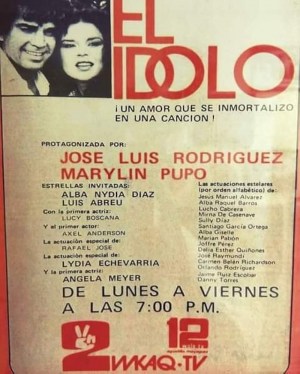 EL
IDOLO
¡UN AMOR QUE SE INMORTALIZO
EN UNA CANCION!
PROTAGONIZADA POR:
JOSE LUIS RODRIGUEZ
MARYLIN PUPO
ESTRELLAS INVITADAS:
ALBA NYDIA DIAZ
LUIS ABREU
Con la primera actriz:
LUCY BOSCANA
Y el primer actor:
AXEL ANDERSON
La actuación especial de:
RAFAEL JOSE
La actuación especial de:
LYDIA ECHEVARRIA
Y la primera actriz:
ANGELA MEYER
Las actuaciones estelares
(por orden alfabético) de:
Jesús Manuel Alvarez
Alba Raquel Barros
Lucho Cabrera
Mona De Casenave
Sully Díaz
Santiago García Ortega
Alba Giselle
Marian Pabón
Joffre Pérez
Delia Esther Quiñones
José Raymundi
Carmen Belén Richardson
Orlando Rodríguez
Jaime Ruiz Escobar
Danny Torres
DE LUNES A VIERNES
A LAS 7:00 P.M.
2 WKAQ·TV
12